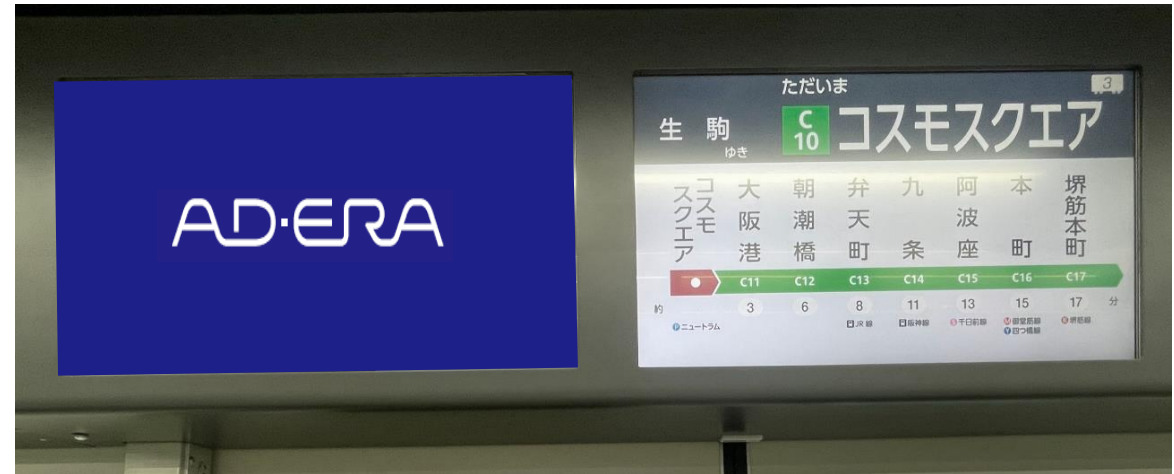 AD·ERA
ただいま
3
生駒
ゆき
C
10
コスモスクエア
コスモスクエア
大阪港
朝潮橋
弁天町
九条
阿波座
本町
堺筋本町
C11 C12 C13 C14 C15 C16 C17
約 3 6 8 11 13 15 17 分
P ニュートラム
JR線
阪神線
S 千日前線
M 御堂筋線
Y 四つ橋線
K 堺筋線